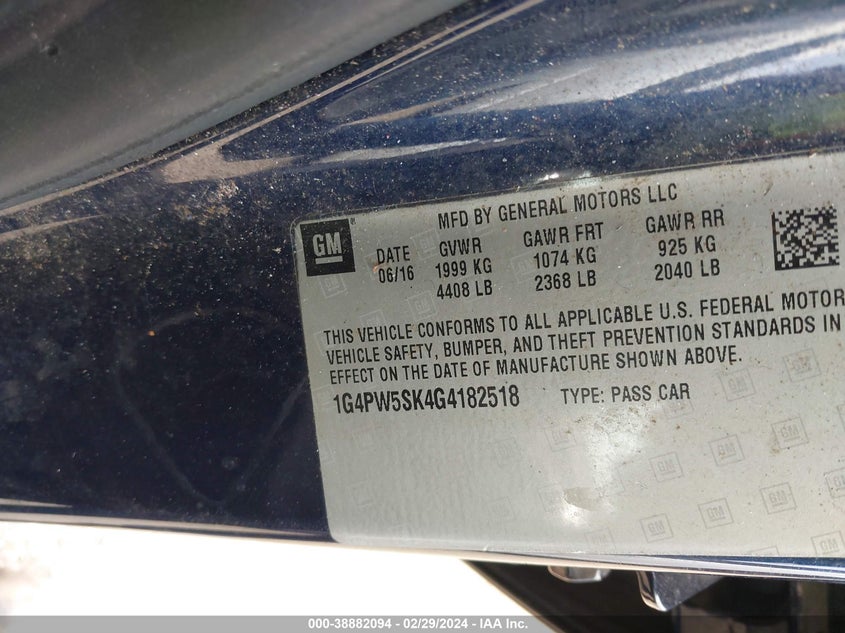 MFD BY GENERAL MOTORS LLC
GM
DATE GVWR GAWR FRT GAWR RR
06/16 1999 KG 1074 KG 925 KG
4408 LB 2368 LB 2040 LB
THIS VEHICLE CONFORMS TO ALL APPLICABLE U.S. FEDERAL MOTOR
VEHICLE SAFETY, BUMPER, AND THEFT PREVENTION STANDARDS IN
EFFECT ON THE DATE OF MANUFACTURE SHOWN ABOVE.
1G4PW5SK4G4182518 TYPE: PASS CAR
000-38882094 - 02/29/2024 - IAA Inc.